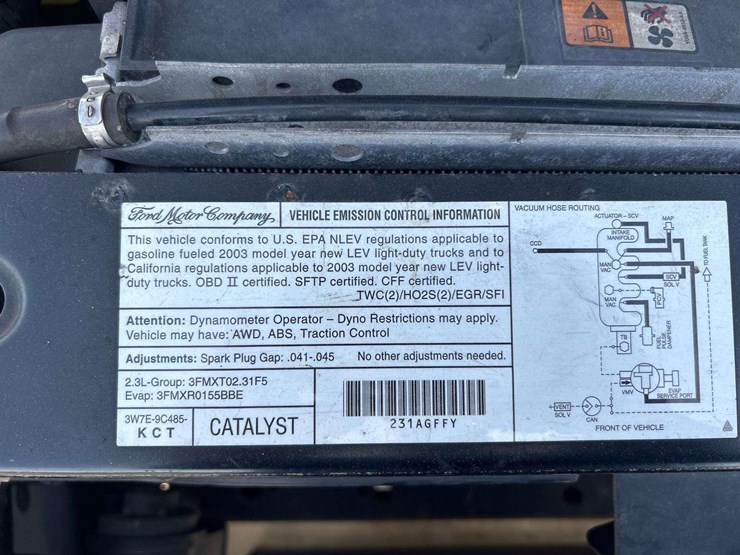 Ford Motor Company
VEHICLE EMISSION CONTROL INFORMATION
This vehicle conforms to U.S. EPA NLEV regulations applicable to
gasoline fueled 2003 model year new LEV light-duty trucks and to
California regulations applicable to 2003 model year new LEV light-
duty trucks. OBD II certified. SFTP certified. CFF certified.
TWC(2)/HO2S(2)/EGR/SFI
Attention: Dynamometer Operator – Dyno Restrictions may apply.
Vehicle may have: AWD, ABS, Traction Control
Adjustments: Spark Plug Gap: .041-.045 No other adjustments needed.
2.3L-Group: 3FMXT02.31F5
Evap: 3FMXR0155BBE
3W7E-9C485-
KCT
CATALYST
231AGFFY
VACUUM HOSE ROUTING
ACTUATOR – SCV
MAP
INTAKE
MANIFOLD
CCD
MAN
VAC
SCV
SOL V
TO FUEL TANK
MAN
VAC
PCV
FUEL
PULSE
DAMPENER
TB
VMV
EVAP
SERVICE PORT
VENT
SOL V
CAN
FRONT OF VEHICLE